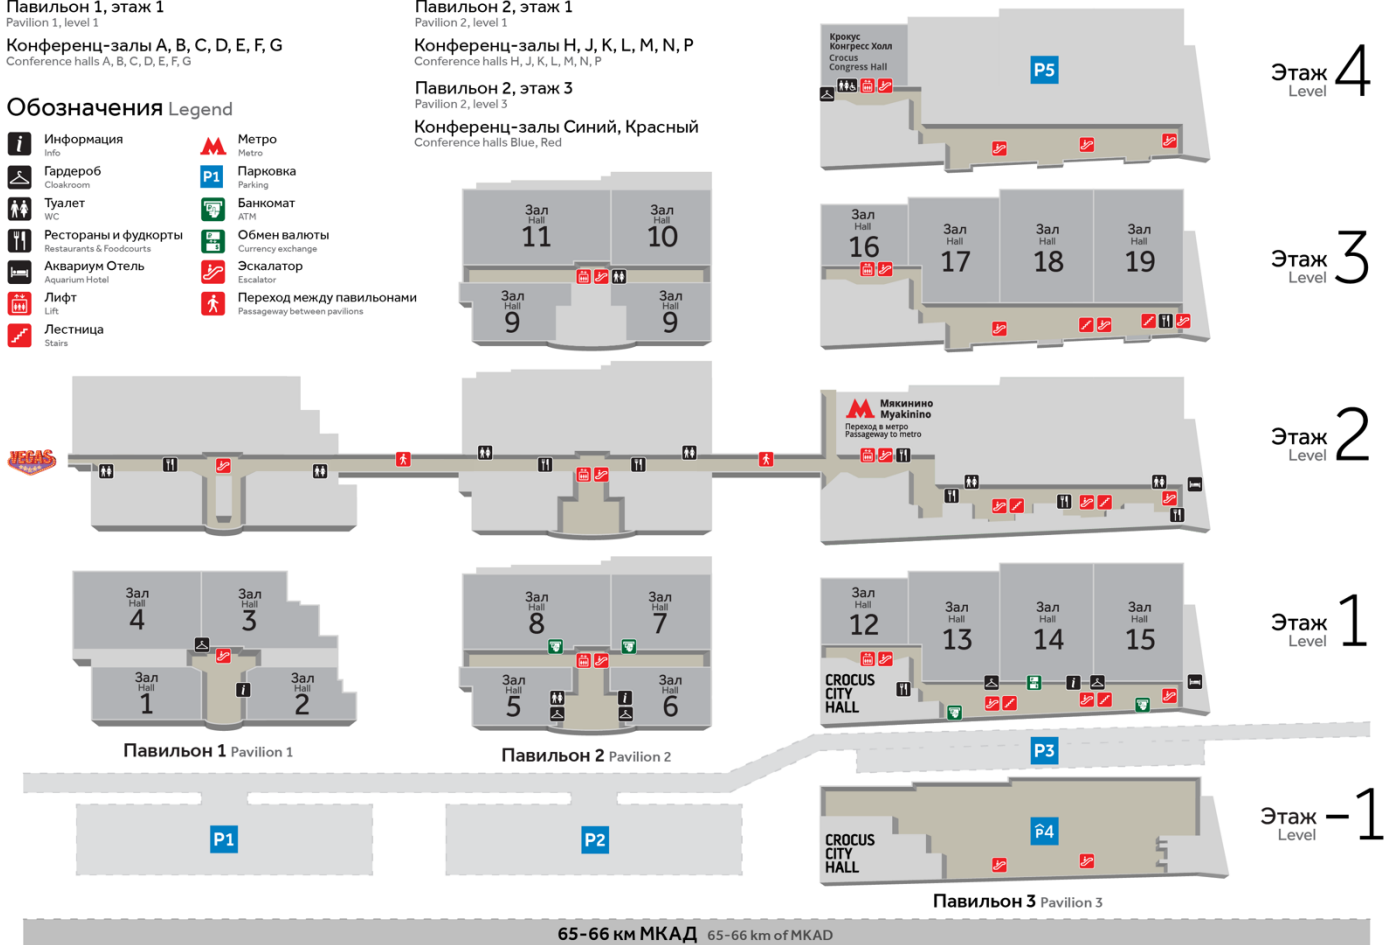 Павильон 1, этаж 1
Pavilion 1, level 1
Конференц-залы A, B, C, D, E, F, G
Conference halls A, B, C, D, E, F, G
Павильон 2, этаж 1
Pavilion 2, level 1
Конференц-залы H, J, K, L, M, N, P
Conference halls H, J, K, L, M, N, P
Павильон 2, этаж 3
Pavilion 2, level 3
Конференц-залы Синий, Красный
Conference halls Blue, Red
Обозначения Legend
Информация
Info
Гардероб
Cloakroom
Туалет
WC
Рестораны и фудкорты
Restaurants & Foodcourts
Аквариум Отель
Aquarium Hotel
Лифт
Lift
Лестница
Stairs
Метро
Metro
P1
Парковка
Parking
Банкомат
ATM
Обмен валюты
Currency exchange
Эскалатор
Escalator
Переход между павильонами
Passageway between pavilions
Крокус
Конгресс Холл
Crocus
Congress Hall
P5
Этаж 4
Level
Зал
Hall
11
Зал
Hall
10
Зал
Hall
9
Зал
Hall
9
Зал
Hall
16
Зал
Hall
17
Зал
Hall
18
Зал
Hall
19
Этаж 3
Level
VEGAS
Мякинино
Myakinino
Переход в метро
Passageway to metro
Этаж 2
Level
Зал
Hall
4
Зал
Hall
3
Зал
Hall
1
Зал
Hall
2
Павильон 1 Pavilion 1
Зал
Hall
8
Зал
Hall
7
Зал
Hall
5
Зал
Hall
6
Павильон 2 Pavilion 2
Зал
Hall
12
Зал
Hall
13
Зал
Hall
14
Зал
Hall
15
CROCUS
CITY
HALL
Этаж 1
Level
P3
P1
P2
P4
CROCUS
CITY
HALL
Этаж −1
Level
Павильон 3 Pavilion 3
65-66 км МКАД 65-66 km of MKAD